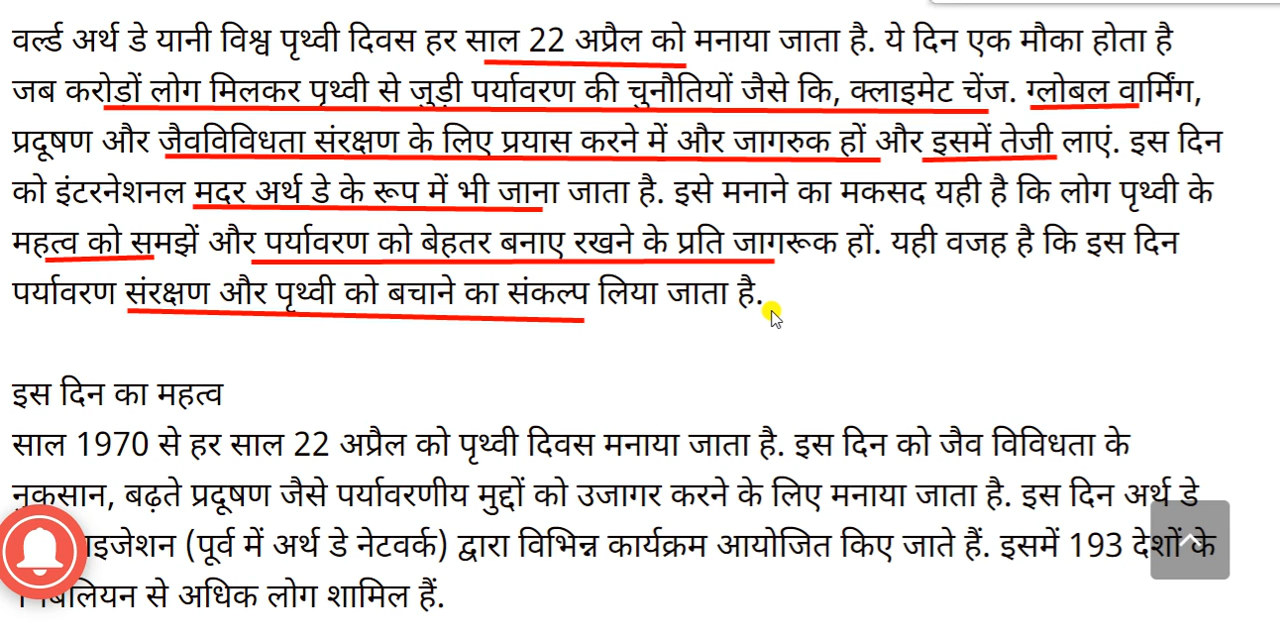 वर्ल्ड अर्थ डे यानी विश्व पृथ्वी दिवस हर साल 22 अप्रैल को मनाया जाता है. ये दिन एक मौका होता है
जब करोड़ों लोग मिलकर पृथ्वी से जुड़ी पर्यावरण की चुनौतियों जैसे कि, क्लाइमेट चेंज. ग्लोबल वार्मिंग,
प्रदूषण और जैवविविधता संरक्षण के लिए प्रयास करने में और जागरुक हों और इसमें तेजी लाएं. इस दिन
को इंटरनेशनल मदर अर्थ डे के रूप में भी जाना जाता है. इसे मनाने का मकसद यही है कि लोग पृथ्वी के
महत्व को समझें और पर्यावरण को बेहतर बनाए रखने के प्रति जागरूक हों. यही वजह है कि इस दिन
पर्यावरण संरक्षण और पृथ्वी को बचाने का संकल्प लिया जाता है.
इस दिन का महत्व
साल 1970 से हर साल 22 अप्रैल को पृथ्वी दिवस मनाया जाता है. इस दिन को जैव विविधता के
नुकसान, बढ़ते प्रदूषण जैसे पर्यावरणीय मुद्दों को उजागर करने के लिए मनाया जाता है. इस दिन अर्थ डे
(पूर्व में अर्थ डे नेटवर्क) द्वारा विभिन्न कार्यक्रम आयोजित किए जाते हैं. इसमें 193 देशों के
से अधिक लोग शामिल हैं.